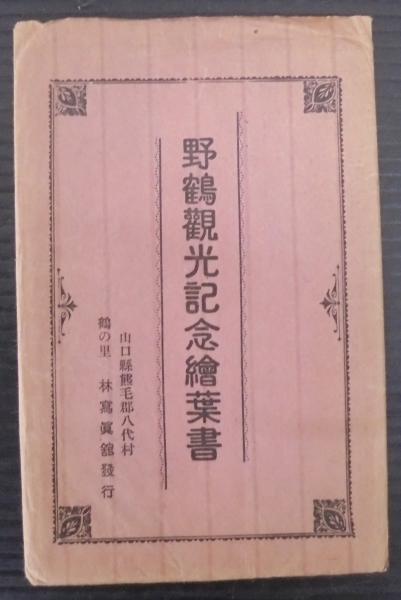 野鶴觀光記念繪葉書
山口縣熊毛郡八代村
鶴の里　林寫眞舘發行